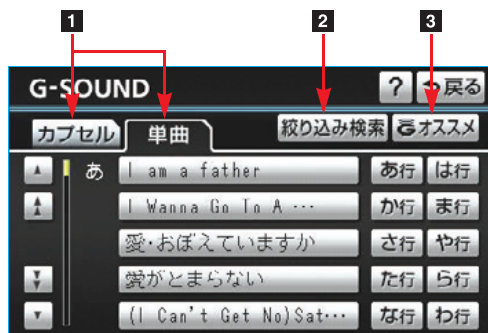 1 2 3
G-SOUND ? 戻る
カプセル 単曲 絞り込み検索 Gオススメ
あ I am a father あ行 は行
I Wanna Go To A … か行 ま行
愛・おぼえていますか さ行 や行
愛がとまらない た行 ら行
(I Can't Get No)Sat… な行 わ行